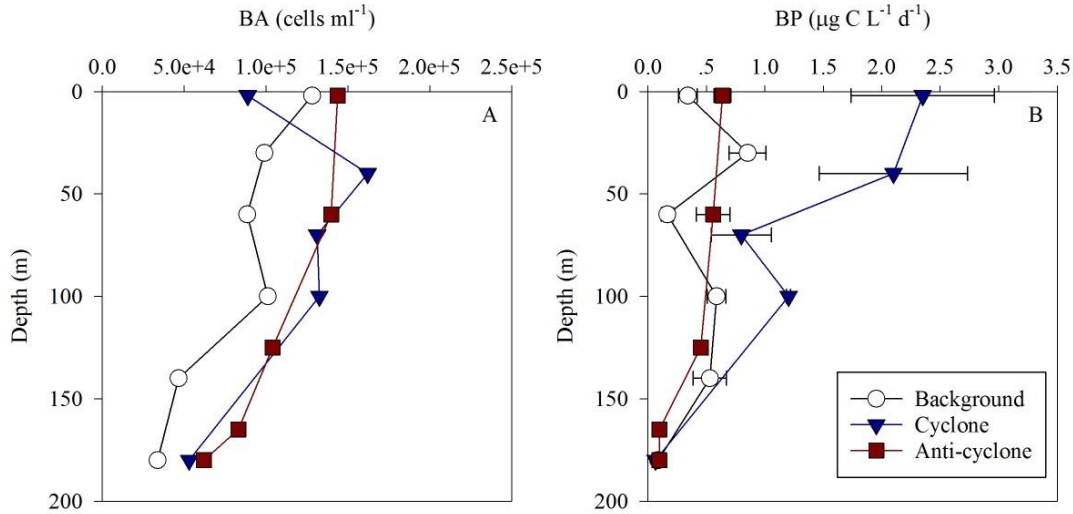 BA (cells ml⁻¹)
0.0 5.0e+4 1.0e+5 1.5e+5 2.0e+5 2.5e+5
0
50
100
150
200
Depth (m)
A
BP (µg C L⁻¹ d⁻¹)
0.0 .5 1.0 1.5 2.0 2.5 3.0 3.5
0
50
100
150
200
Depth (m)
B
Background
Cyclone
Anti-cyclone